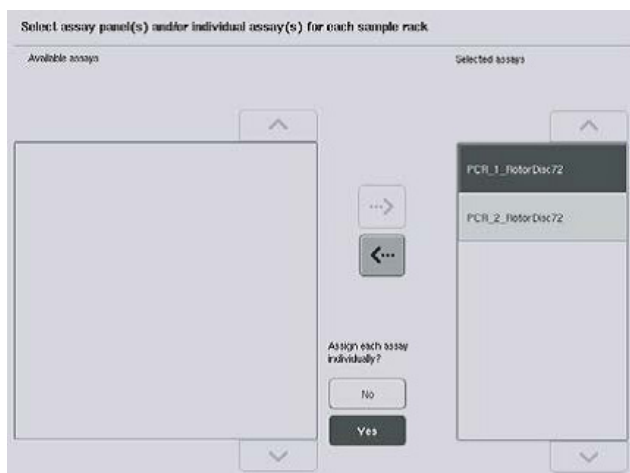 Select assay panel(s) and/or individual assay(s) for each sample rack
Available assays
Selected assays
PCR_1_RotorDisc72
PCR_2_RotorDisc72
Assign each assay
individually?
No
Yes